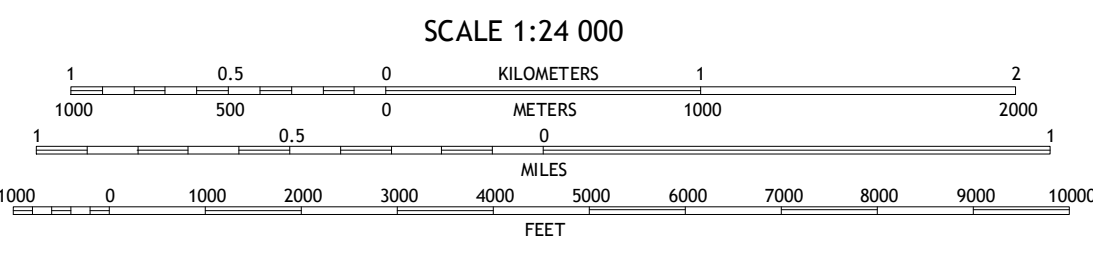 SCALE 1:24 000
1 0.5 0 KILOMETERS 1 2
1000 500 0 METERS 1000 2000
1 0.5 0 1
MILES
1000 0 1000 2000 3000 4000 5000 6000 7000 8000 9000 10000
FEET